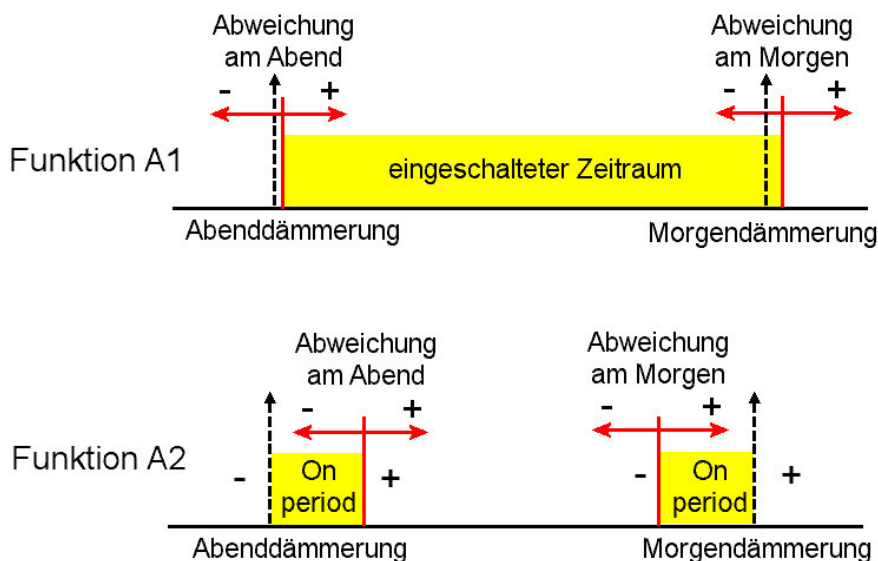 Abweichung
am Abend
Abweichung
am Morgen
- +
- +
Funktion A1
eingeschalteter Zeitraum
Abenddämmerung
Morgendämmerung
Abweichung
am Abend
Abweichung
am Morgen
- +
- +
Funktion A2
-
On
period
+
-
On
period
+
Abenddämmerung
Morgendämmerung